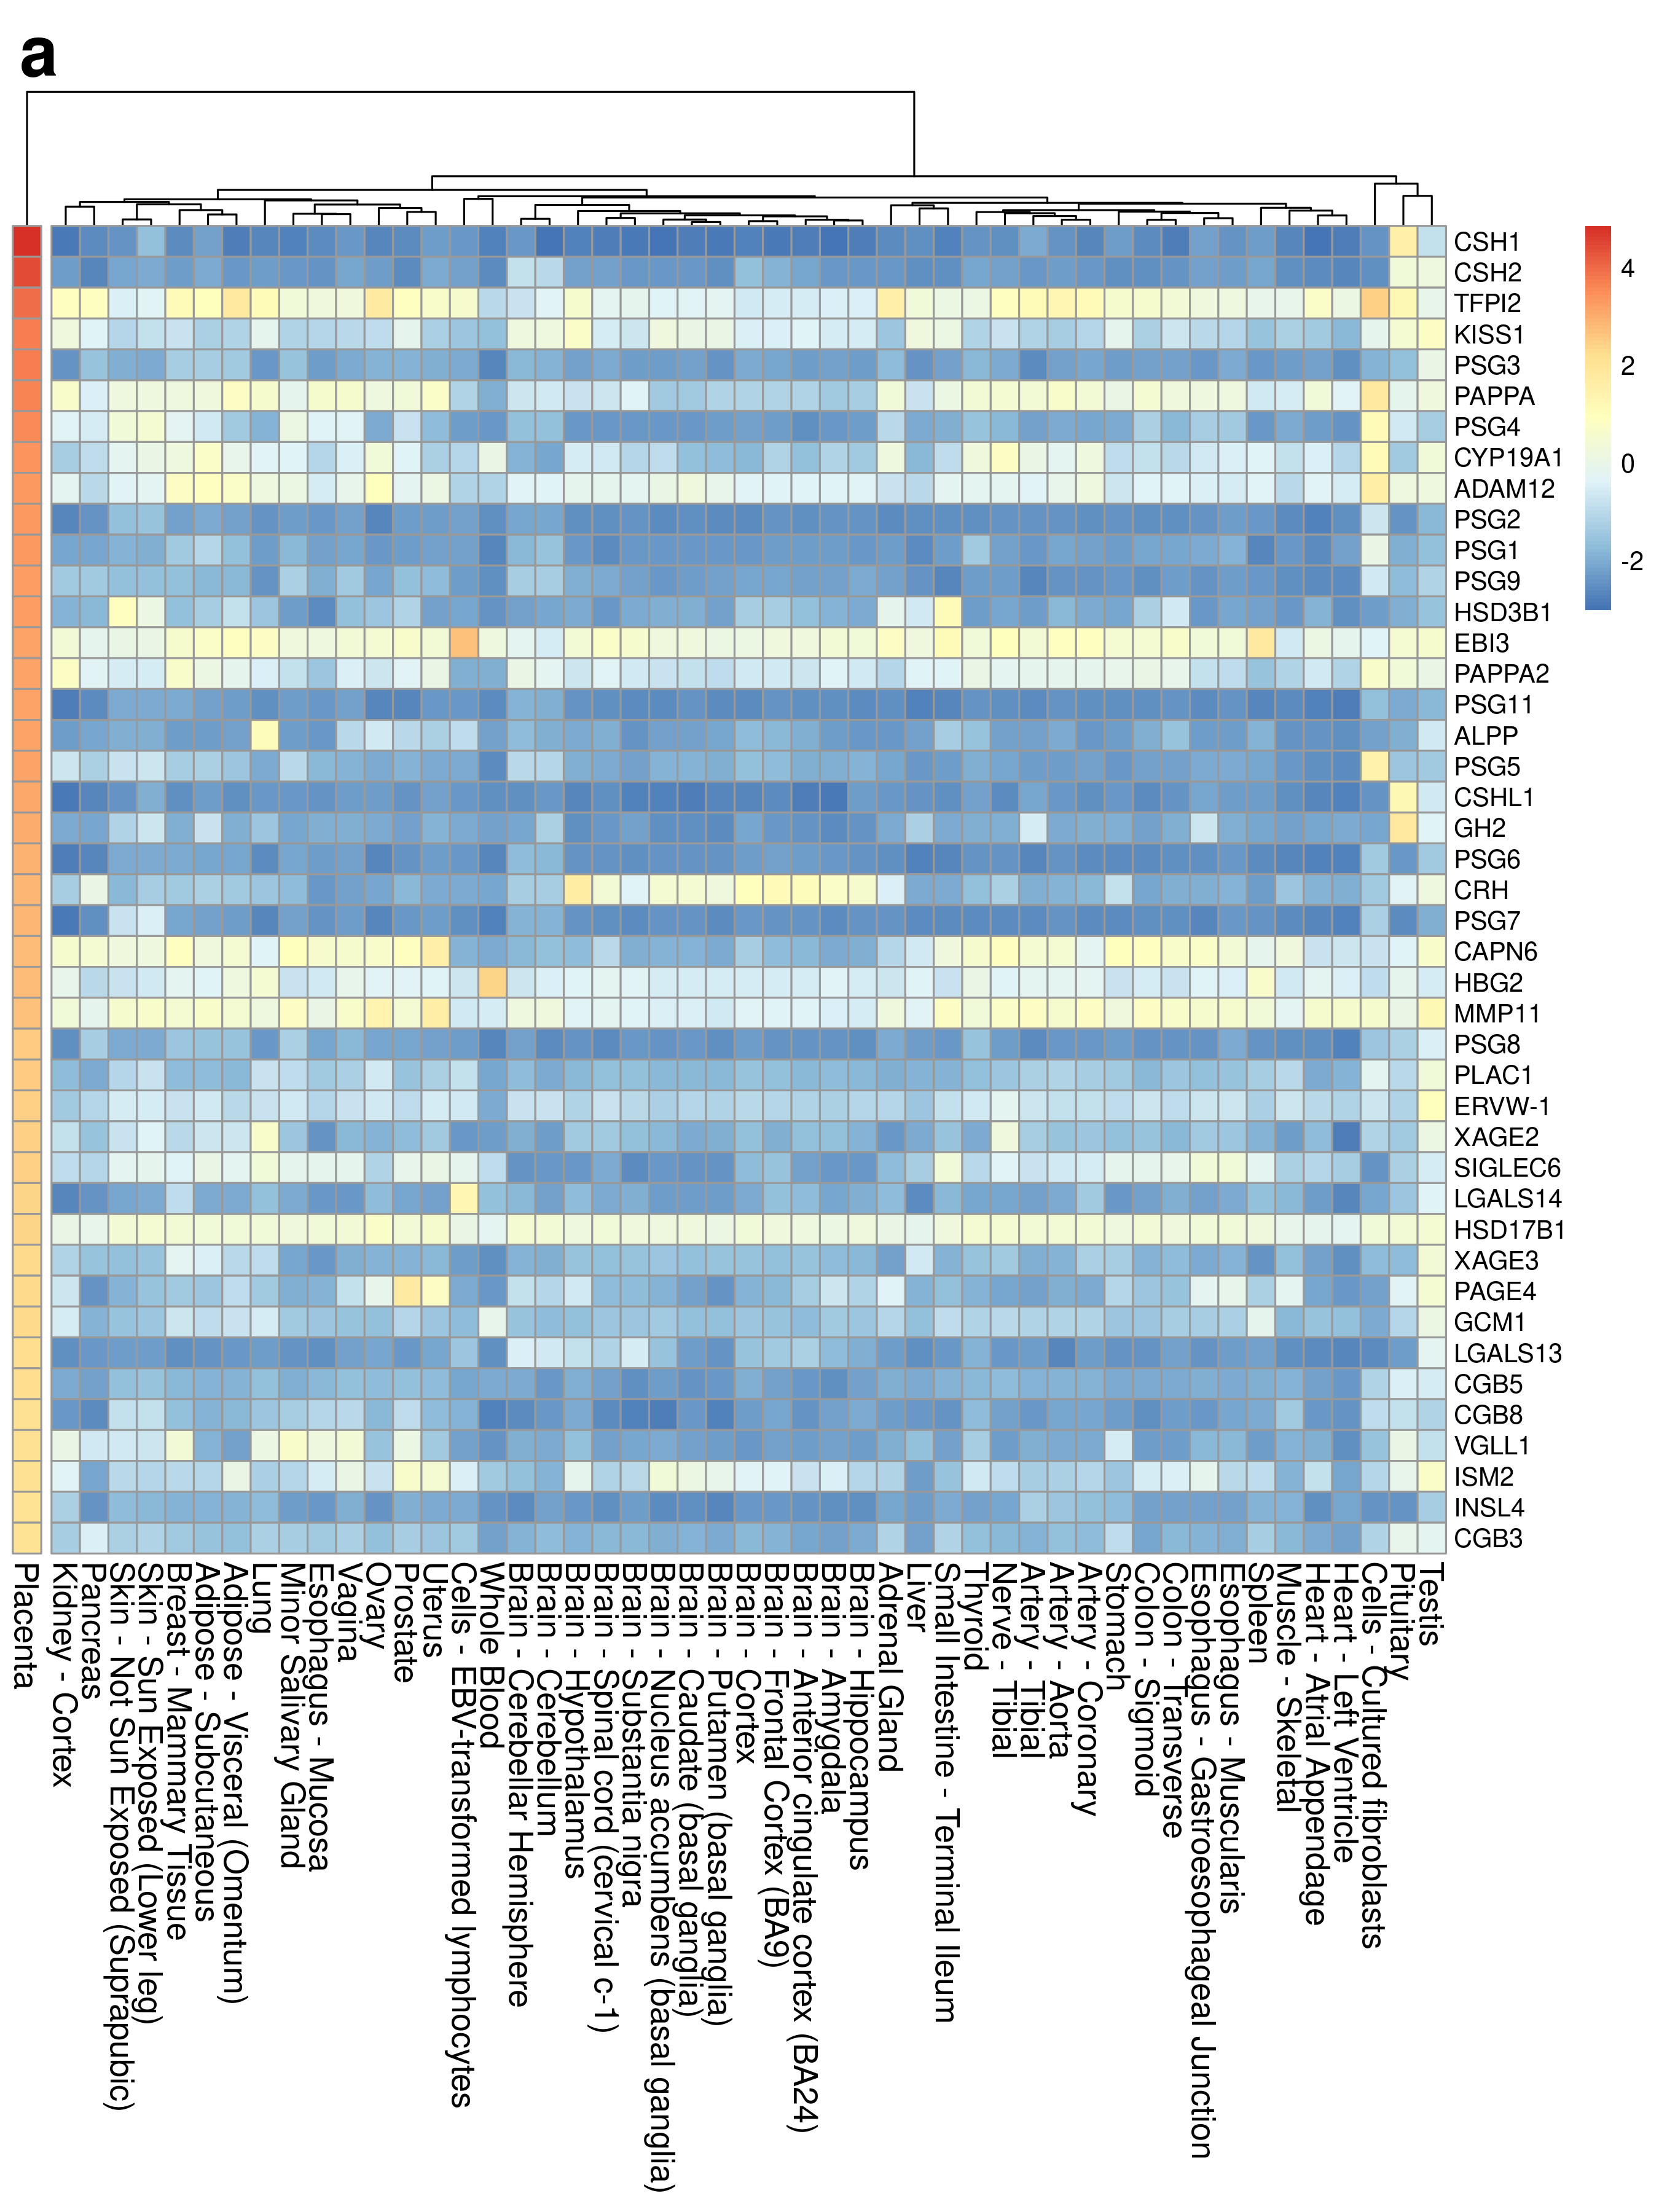 a
4
2
0
-2
CSH1
CSH2
TFPI2
KISS1
PSG3
PAPPA
PSG4
CYP19A1
ADAM12
PSG2
PSG1
PSG9
HSD3B1
EBI3
PAPPA2
PSG11
ALPP
PSG5
CSHL1
GH2
PSG6
CRH
PSG7
CAPN6
HBG2
MMP11
PSG8
PLAC1
ERVW-1
XAGE2
SIGLEC6
LGALS14
HSD17B1
XAGE3
PAGE4
GCM1
LGALS13
CGB5
CGB8
VGLL1
ISM2
INSL4
CGB3
Placenta
Kidney - Cortex
Pancreas
Skin - Not Sun Exposed (Suprapubic)
Skin - Sun Exposed (Lower leg)
Breast - Mammary Tissue
Adipose - Subcutaneous
Adipose - Visceral (Omentum)
Lung
Minor Salivary Gland
Esophagus - Mucosa
Vagina
Ovary
Prostate
Uterus
Cells - EBV-transformed lymphocytes
Whole Blood
Brain - Cerebellar Hemisphere
Brain - Cerebellum
Brain - Hypothalamus
Brain - Spinal cord (cervical c-1)
Brain - Substantia nigra
Brain - Nucleus accumbens (basal ganglia)
Brain - Caudate (basal ganglia)
Brain - Putamen (basal ganglia)
Brain - Cortex
Brain - Frontal Cortex (BA9)
Brain - Anterior cingulate cortex (BA24)
Brain - Amygdala
Brain - Hippocampus
Adrenal Gland
Liver
Small Intestine - Terminal Ileum
Thyroid
Nerve - Tibial
Artery - Tibial
Artery - Aorta
Artery - Coronary
Stomach
Colon - Sigmoid
Colon - Transverse
Esophagus - Gastroesophageal Junction
Esophagus - Muscularis
Spleen
Muscle - Skeletal
Heart - Atrial Appendage
Heart - Left Ventricle
Cells - Cultured fibroblasts
Pituitary
Testis